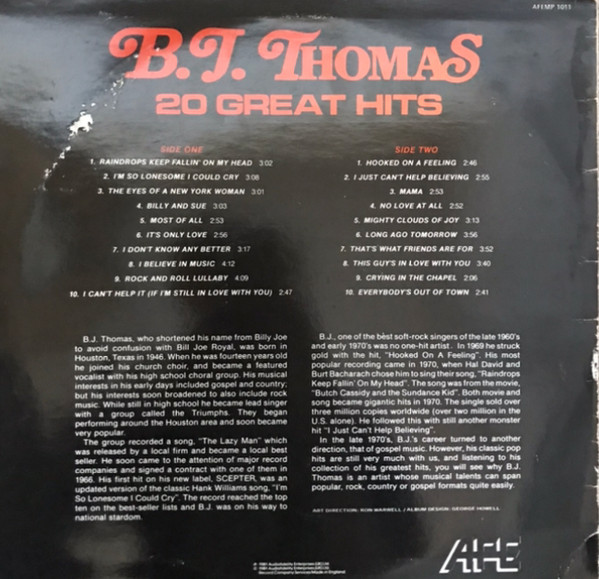 AFEMP 1011
B.J. THOMAS
20 GREAT HITS
SIDE ONE
1. RAINDROPS KEEP FALLIN' ON MY HEAD 3:02
2. I'M SO LONESOME I COULD CRY 3:08
3. THE EYES OF A NEW YORK WOMAN 3:01
4. BILLY AND SUE 3:03
5. MOST OF ALL 2:53
6. IT'S ONLY LOVE 2:56
7. I DON'T KNOW ANY BETTER 3:17
8. I BELIEVE IN MUSIC 4:12
9. ROCK AND ROLL LULLABY 4:09
10. I CAN'T HELP IT (IF I'M STILL IN LOVE WITH YOU) 2:47
SIDE TWO
1. HOOKED ON A FEELING 2:46
2. I JUST CAN'T HELP BELIEVING 2:55
3. MAMA 2:53
4. NO LOVE AT ALL 2:52
5. MIGHTY CLOUDS OF JOY 3:13
6. LONG AGO TOMORROW 3:56
7. THAT'S WHAT FRIENDS ARE FOR 3:52
8. THIS GUY'S IN LOVE WITH YOU 3:40
9. CRYING IN THE CHAPEL 2:06
10. EVERYBODY'S OUT OF TOWN 2:41
B.J. Thomas, who shortened his name from Billy Joe
to avoid confusion with Bill Joe Royal, was born in
Houston, Texas in 1946. When he was fourteen years old
he joined his church choir, and became a featured
vocalist with his high school choral group. His musical
interests in his early days included gospel and country;
but his interests soon broadened to also include rock
music. While still in high school he became lead singer
with a group called the Triumphs. They began
performing around the Houston area and soon became
very popular.
The group recorded a song, "The Lazy Man" which
was released by a local firm and became a local best
seller. He soon came to the attention of major record
companies and signed a contract with one of them in
1966. His first hit on his new label, SCEPTER, was an
updated version of the classic Hank Williams song, "I'm
So Lonesome I Could Cry". The record reached the top
ten on the best-seller lists and B.J. was on his way to
national stardom.
B.J., one of the best soft-rock singers of the late 1960's
and early 1970's was no one-hit artist. In 1969 he struck
gold with the hit, "Hooked On A Feeling". His most
popular recording came in 1970, when Hal David and
Burt Bacharach chose him to sing their song, "Raindrops
Keep Fallin' On My Head". The song was from the movie,
"Butch Cassidy and the Sundance Kid". Both movie and
song became gigantic hits in 1970. The single sold over
three million copies worldwide (over two million in the
U.S. alone). He followed this with still another monster
hit "I Just Can't Help Believing".
In the late 1970's, B.J.'s career turned to another
direction, that of gospel music. However, his classic pop
hits are still very much with us, and listening to his
collection of his greatest hits, you will see why B.J.
Thomas is an artist whose musical talents can span
popular, rock, country or gospel formats quite easily.
ART DIRECTION: RON WARWELL / ALBUM DESIGN: GEORGE HOWELL
AFE
℗ 1981 Audiofidelity Enterprises (UK) Ltd
© 1981 Audiofidelity Enterprises (UK) Ltd